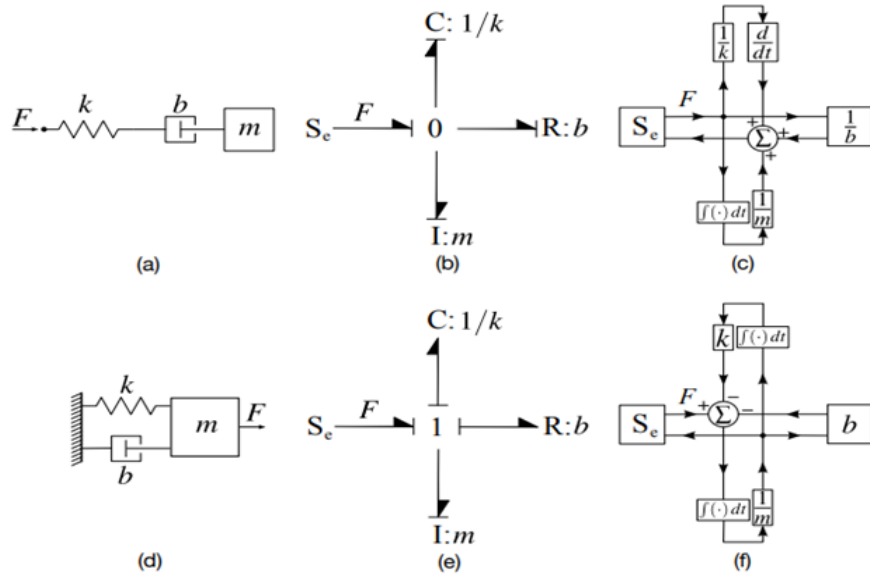 F
k
b
m
(a)
C: 1/k
S_e
F
0
R:b
I:m
(b)
1/k
d/dt
F
S_e
+
+
+
Σ
1/b
∫(·) dt
1/m
(c)
k
m
F
b
(d)
C: 1/k
S_e
F
1
R:b
I:m
(e)
k
∫(·) dt
F
S_e
+
−
−
Σ
b
∫(·) dt
1/m
(f)